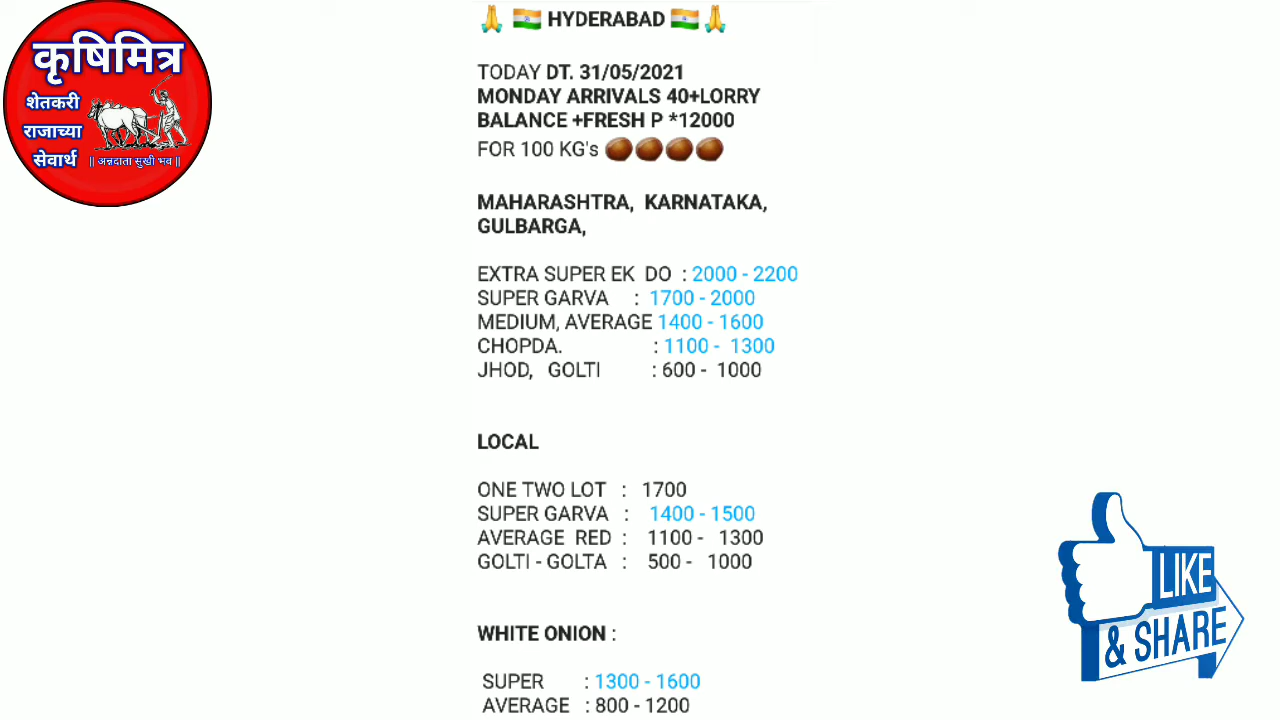 कृषिमित्र
शेतकरी
राजाच्या
सेवार्थ
|| अन्नदाता सुखी भव ||
🙏 🇮🇳 HYDERABAD 🇮🇳 🙏
TODAY DT. 31/05/2021
MONDAY ARRIVALS 40+LORRY
BALANCE +FRESH P *12000
FOR 100 KG's 🌰🌰🌰🌰
MAHARASHTRA, KARNATAKA,
GULBARGA,
EXTRA SUPER EK DO : 2000 - 2200
SUPER GARVA : 1700 - 2000
MEDIUM, AVERAGE 1400 - 1600
CHOPDA. : 1100 - 1300
JHOD, GOLTI : 600 - 1000
LOCAL
ONE TWO LOT : 1700
SUPER GARVA : 1400 - 1500
AVERAGE RED : 1100 - 1300
GOLTI - GOLTA : 500 - 1000
WHITE ONION :
SUPER : 1300 - 1600
AVERAGE : 800 - 1200
LIKE
& SHARE